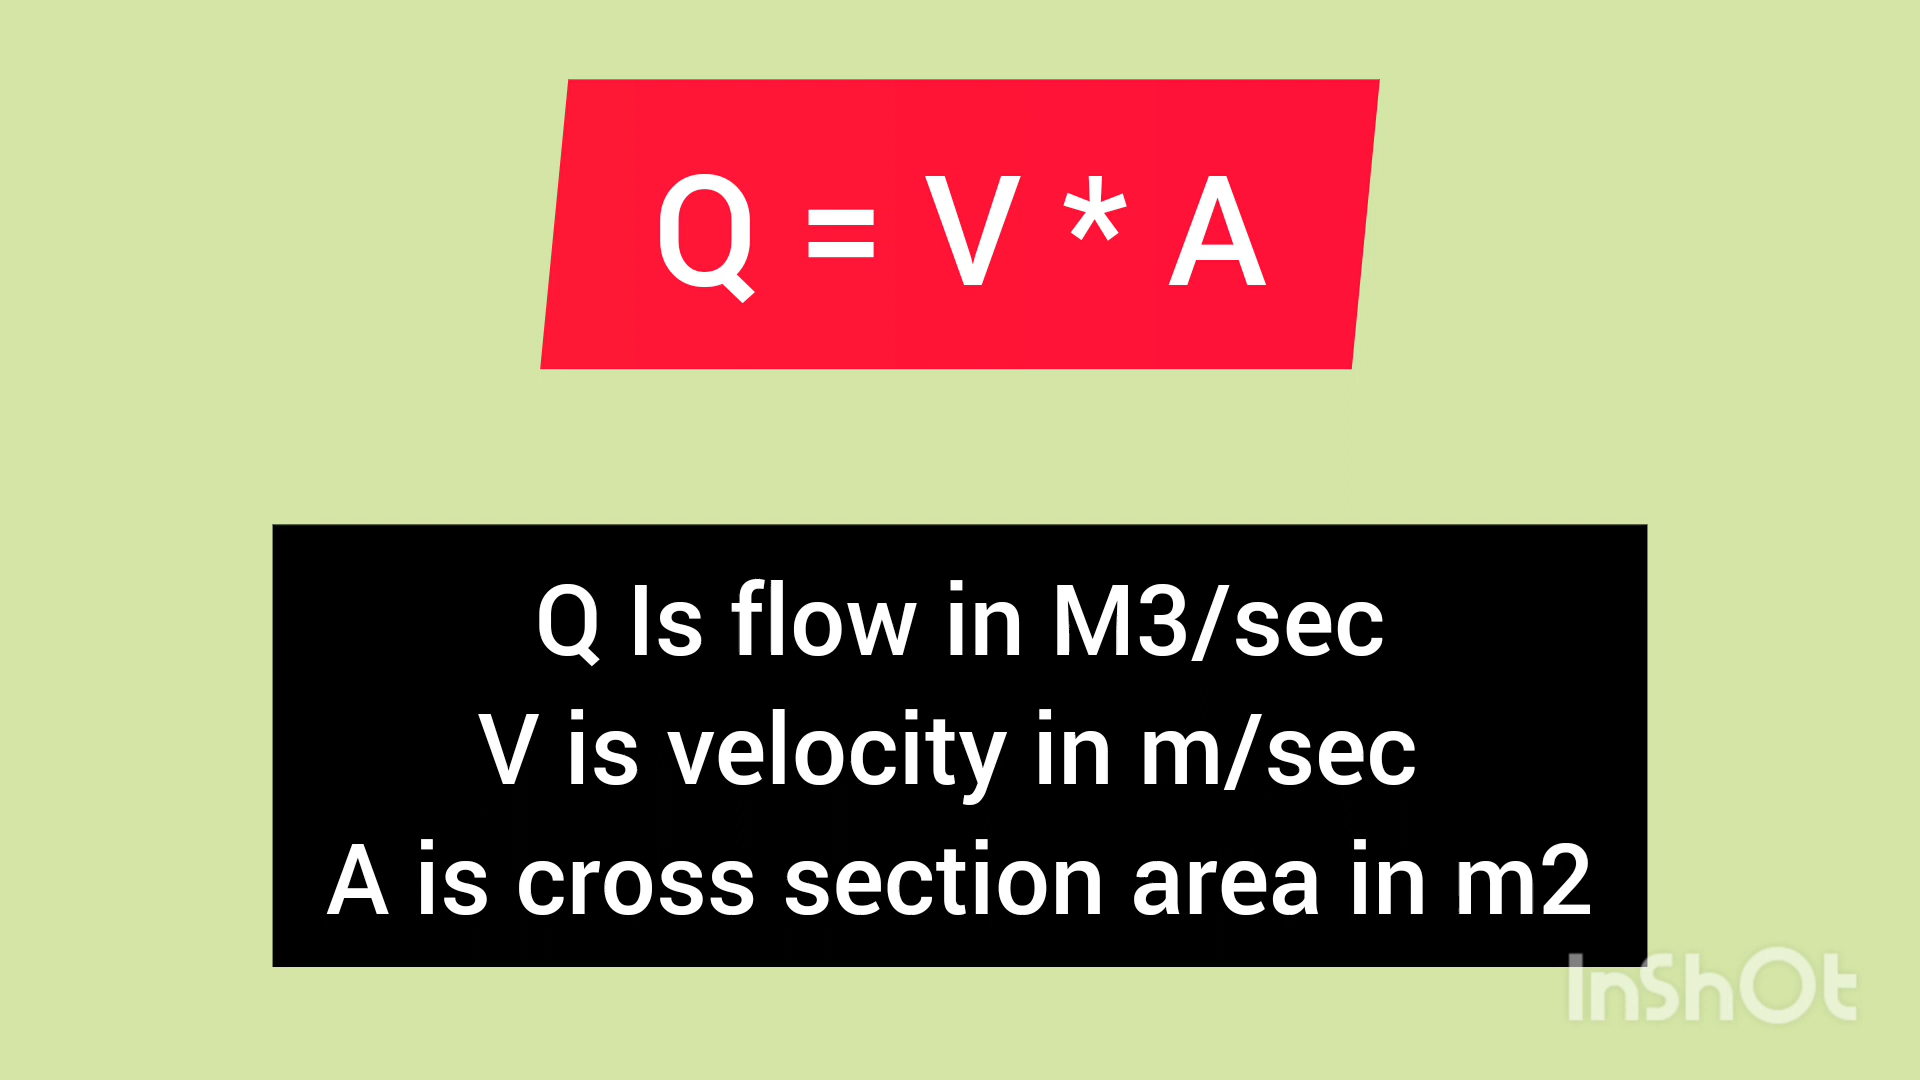 Q = V * A
Q Is flow in M3/sec
V is velocity in m/sec
A is cross section area in m2
InShOt